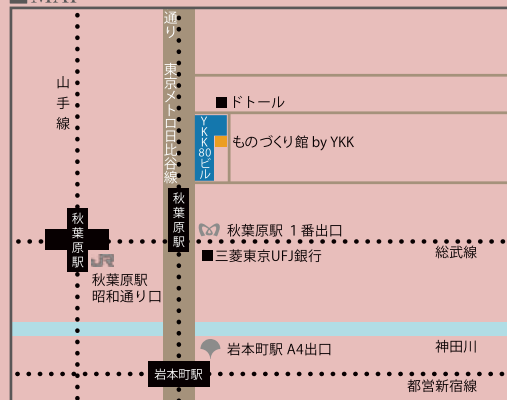 MAP
通り
東京メトロ日比谷線
山手線
ドトール
YKK80ビル
ものづくり館 by YKK
秋葉原駅
秋葉原駅 1番出口
秋葉原駅
総武線
三菱東京UFJ銀行
JR
秋葉原駅
昭和通り口
岩本町駅 A4出口
神田川
岩本町駅
都営新宿線